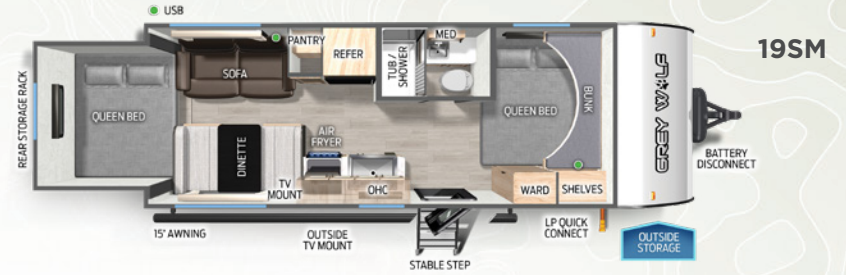 USB
19SM
REAR STORAGE RACK
QUEEN BED
SOFA
PANTRY
REFER
TUB /
SHOWER
MED
QUEEN BED
BUNK
GREY WOLF
BATTERY
DISCONNECT
DINETTE
AIR
FRYER
TV
MOUNT
OHC
WARD
SHELVES
15' AWNING
OUTSIDE
TV MOUNT
STABLE STEP
LP QUICK
CONNECT
OUTSIDE
STORAGE